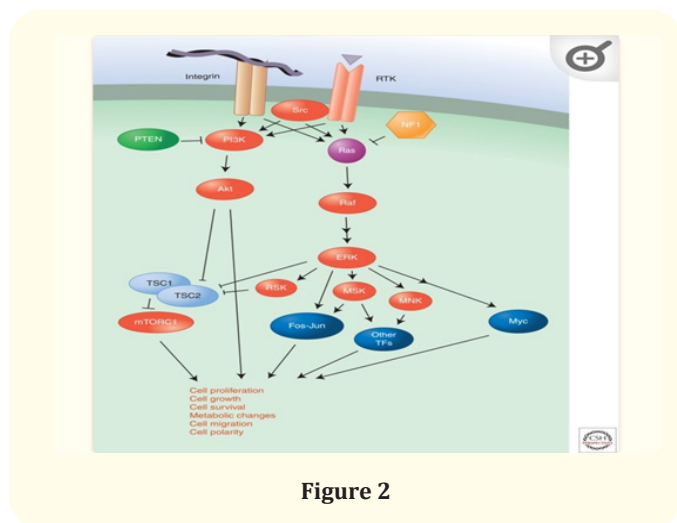 Integrin
RTK
Src
NF1
PTEN
PI3K
Ras
Akt
Raf
ERK
TSC1
TSC2
RSK
MSK
MNK
mTORC1
Fos-Jun
Other
TFs
Myc
Cell proliferation
Cell growth
Cell survival
Metabolic changes
Cell migration
Cell polarity
CSH
Figure 2